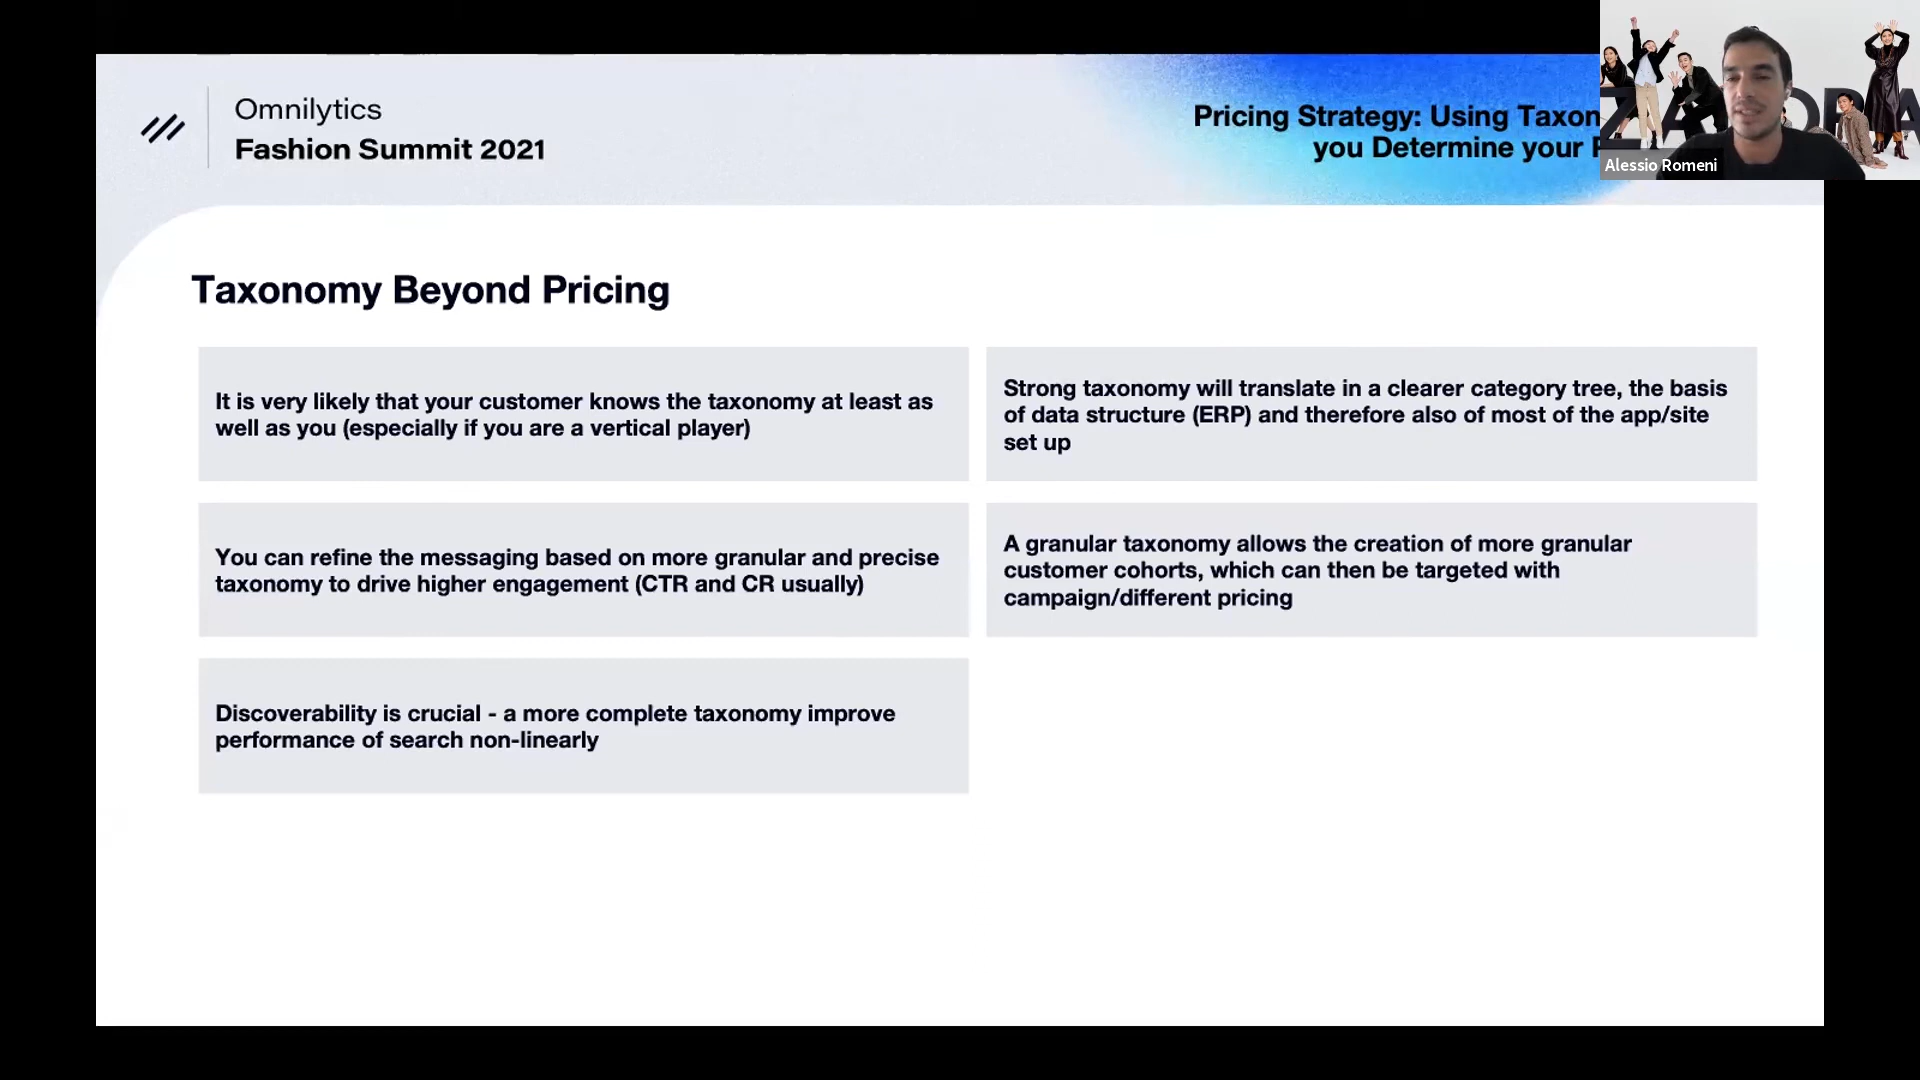 Omnilytics
Fashion Summit 2021
Pricing Strategy: Using
you Determine your
Alessio Romeni
Taxonomy Beyond Pricing
It is very likely that your customer knows the taxonomy at least as
well as you (especially if you are a vertical player)
Strong taxonomy will translate in a clearer category tree, the basis
of data structure (ERP) and therefore also of most of the app/site
set up
You can refine the messaging based on more granular and precise
taxonomy to drive higher engagement (CTR and CR usually)
A granular taxonomy allows the creation of more granular
customer cohorts, which can then be targeted with
campaign/different pricing
Discoverability is crucial - a more complete taxonomy improve
performance of search non-linearly